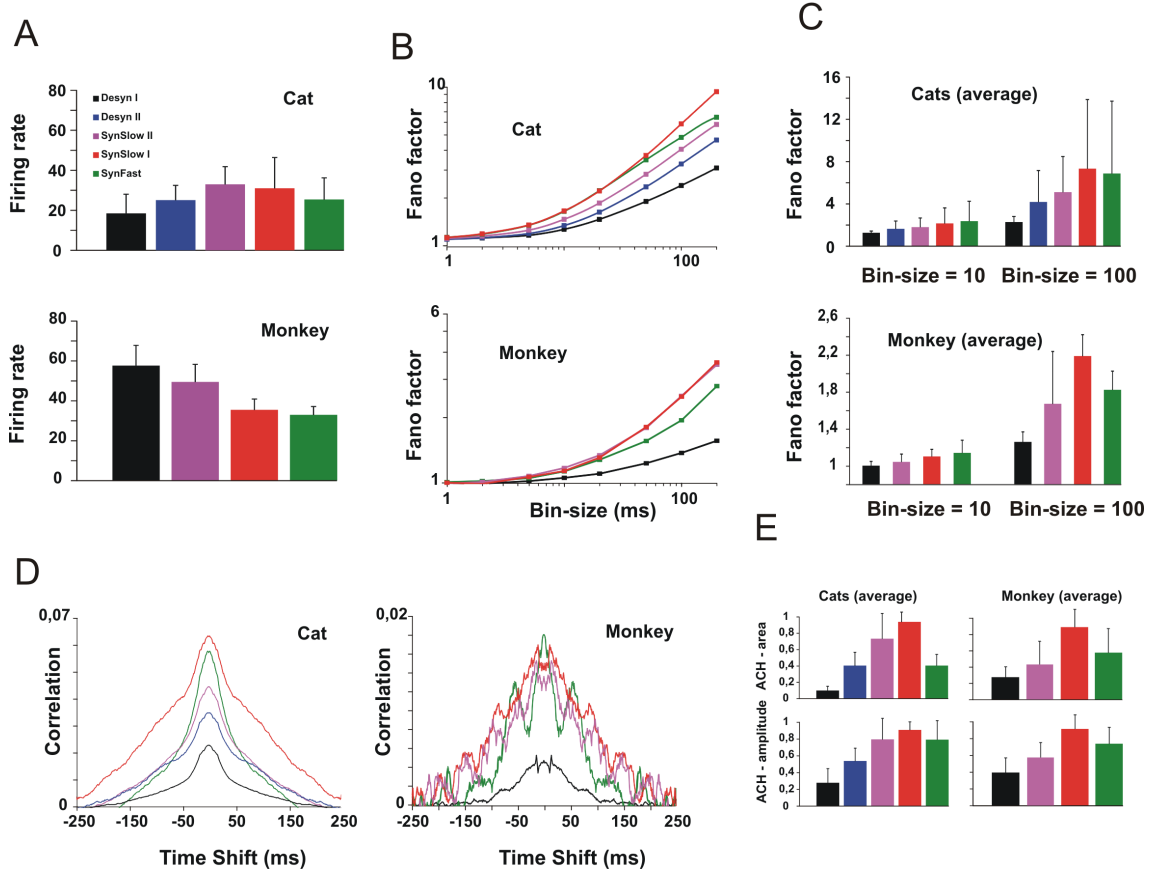 A
Firing rate
80
80
60
40
20
0
Desyn I
Desyn II
SynSlow II
SynSlow I
SynFast
Cat
Firing rate
80
60
40
20
0
Monkey
B
Fano factor
10
1
Cat
1
100
Fano factor
6
1
Monkey
1
100
Bin-size (ms)
C
Fano factor
16
12
8
4
0
Cats (average)
Bin-size = 10
Bin-size = 100
Fano factor
2,6
2,2
1,8
1,4
1
Monkey (average)
Bin-size = 10
Bin-size = 100
D
Correlation
0,07
0
Cat
-250
-150
-50
50
150
250
Time Shift (ms)
Correlation
0,02
0
Monkey
-250
-150
-50
50
150
250
Time Shift (ms)
E
Cats (average)
Monkey (average)
ACH - area
1
0,8
0,6
0,4
0,2
0
ACH - amplitude
1
0,8
0,6
0,4
0,2
0